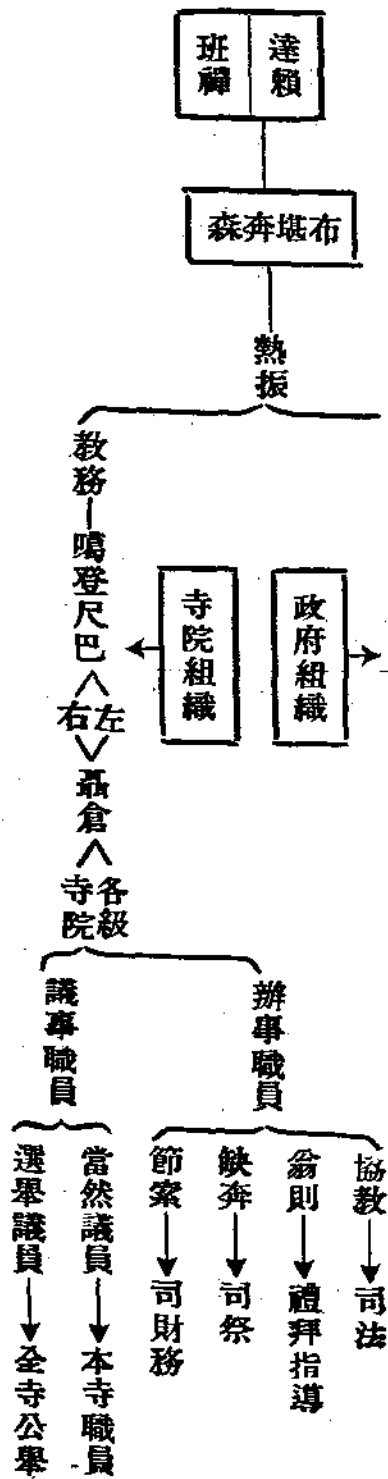 達賴
班禪
森奔堪布
熱振
政府組織
寺院組織
教務
噶登尺巴
左
右
聶倉
各級
寺院
辦事職員
協教
司法
翁則
禮拜指導
缺奔
司祭
節案
司財務
議事職員
當然議員
本寺職員
選舉議員
全寺公舉